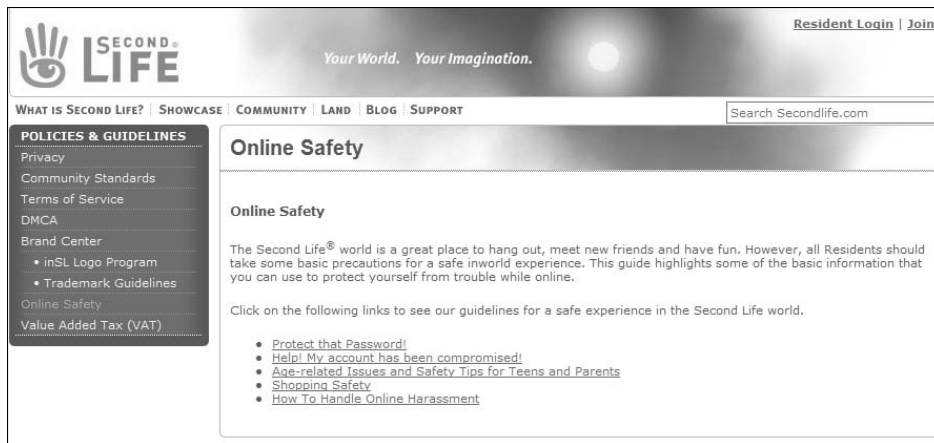 Resident Login | Join
SECOND®
LIFE
Your World. Your Imagination.
WHAT IS SECOND LIFE? SHOWCASE COMMUNITY LAND BLOG SUPPORT
Search Secondlife.com
POLICIES & GUIDELINES
Privacy
Community Standards
Terms of Service
DMCA
Brand Center
• inSL Logo Program
• Trademark Guidelines
Online Safety
Value Added Tax (VAT)
Online Safety
Online Safety
The Second Life® world is a great place to hang out, meet new friends and have fun. However, all Residents should
take some basic precautions for a safe inworld experience. This guide highlights some of the basic information that
you can use to protect yourself from trouble while online.
Click on the following links to see our guidelines for a safe experience in the Second Life world.
• Protect that Password!
• Help! My account has been compromised!
• Age-related Issues and Safety Tips for Teens and Parents
• Shopping Safety
• How To Handle Online Harassment